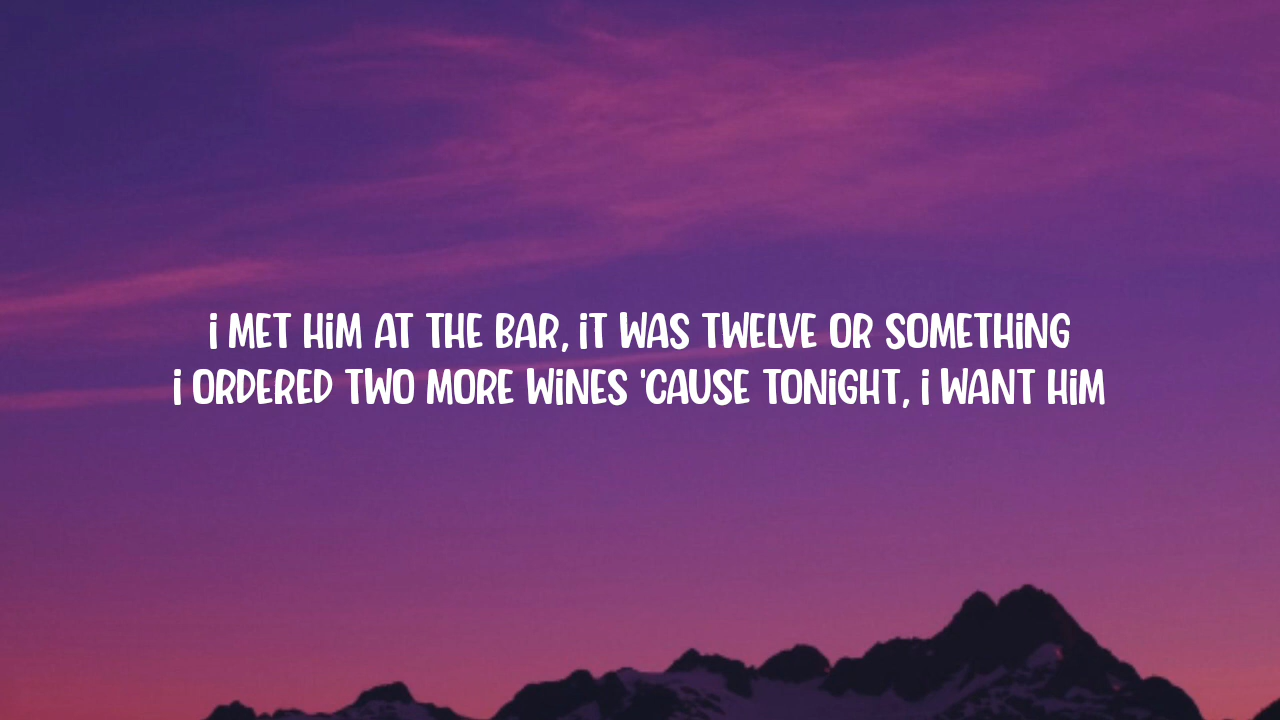 i MET HiM AT THE BAR, iT WAS TWELVE OR SOMETHiNG
i ORDERED TWO MORE WiNES 'CAUSE TONiGHT, i WANT HiM